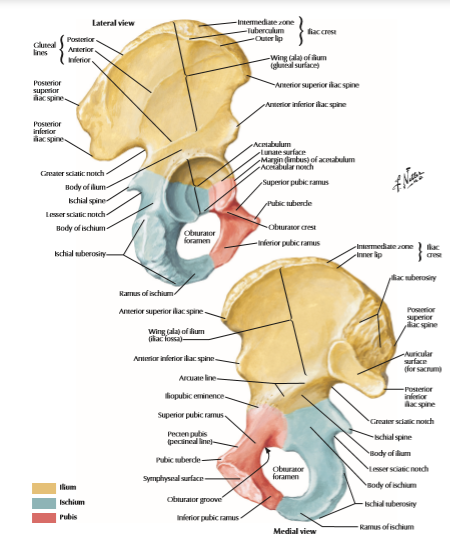 Lateral view
Intermediate zone
Tuberculum
Outer lip
Iliac crest
Gluteal
lines
Posterior
Anterior
Inferior
Wing (ala) of ilium
(gluteal surface)
Anterior superior iliac spine
Posterior
superior
iliac spine
Anterior inferior iliac spine
Posterior
inferior
iliac spine
Acetabulum
Lunate surface
Margin (limbus) of acetabulum
Acetabular notch
Greater sciatic notch
Superior pubic ramus
Body of ilium
Ischial spine
Pubic tubercle
Lesser sciatic notch
Obturator crest
Body of ischium
Obturator
foramen
Inferior pubic ramus
Ischial tuberosity
Ramus of ischium
Intermediate zone
Inner lip
Iliac
crest
Iliac tuberosity
Anterior superior iliac spine
Posterior
superior
iliac spine
Wing (ala) of ilium
(iliac fossa)
Auricular
surface
(for sacrum)
Anterior inferior iliac spine
Arcuate line
Posterior
inferior
iliac spine
Iliopubic eminence
Superior pubic ramus
Greater sciatic notch
Ischial spine
Pecten pubis
(pectineal line)
Body of ilium
Pubic tubercle
Lesser sciatic notch
Symphyseal surface
Obturator
foramen
Body of ischium
Obturator groove
Ischial tuberosity
Inferior pubic ramus
Ramus of ischium
Medial view
Ilium
Ischium
Pubis